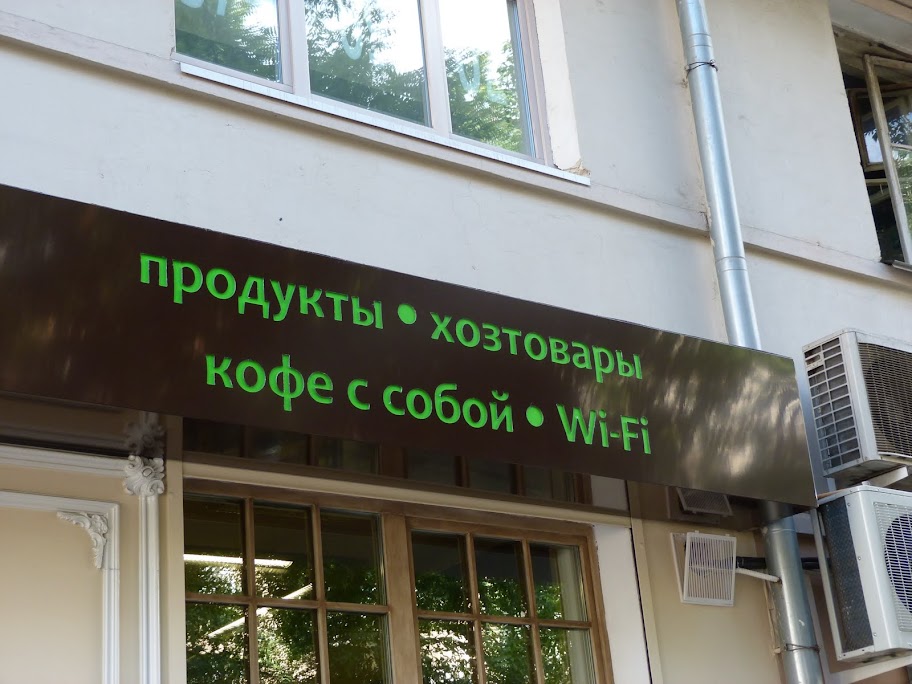 продукты • хозтовары
кофе с собой • Wi-Fi